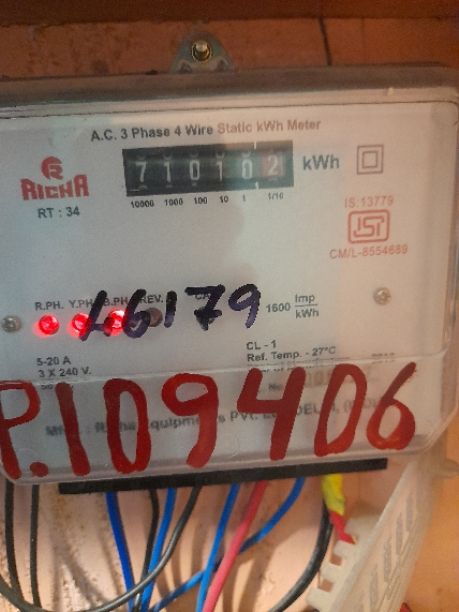 A.C. 3 Phase 4 Wire Static kWh Meter
710102 kWh
10000 1000 100 10 1 1/10
RICHA
RT : 34
IS:13779
ISI
CM/L-8554689
R.PH. Y.PH. B.PH. REV.
L6179
1600 Imp/kWh
5-20 A
3 X 240 V.
CL - 1
Ref. Temp. - 27°C
P.109406